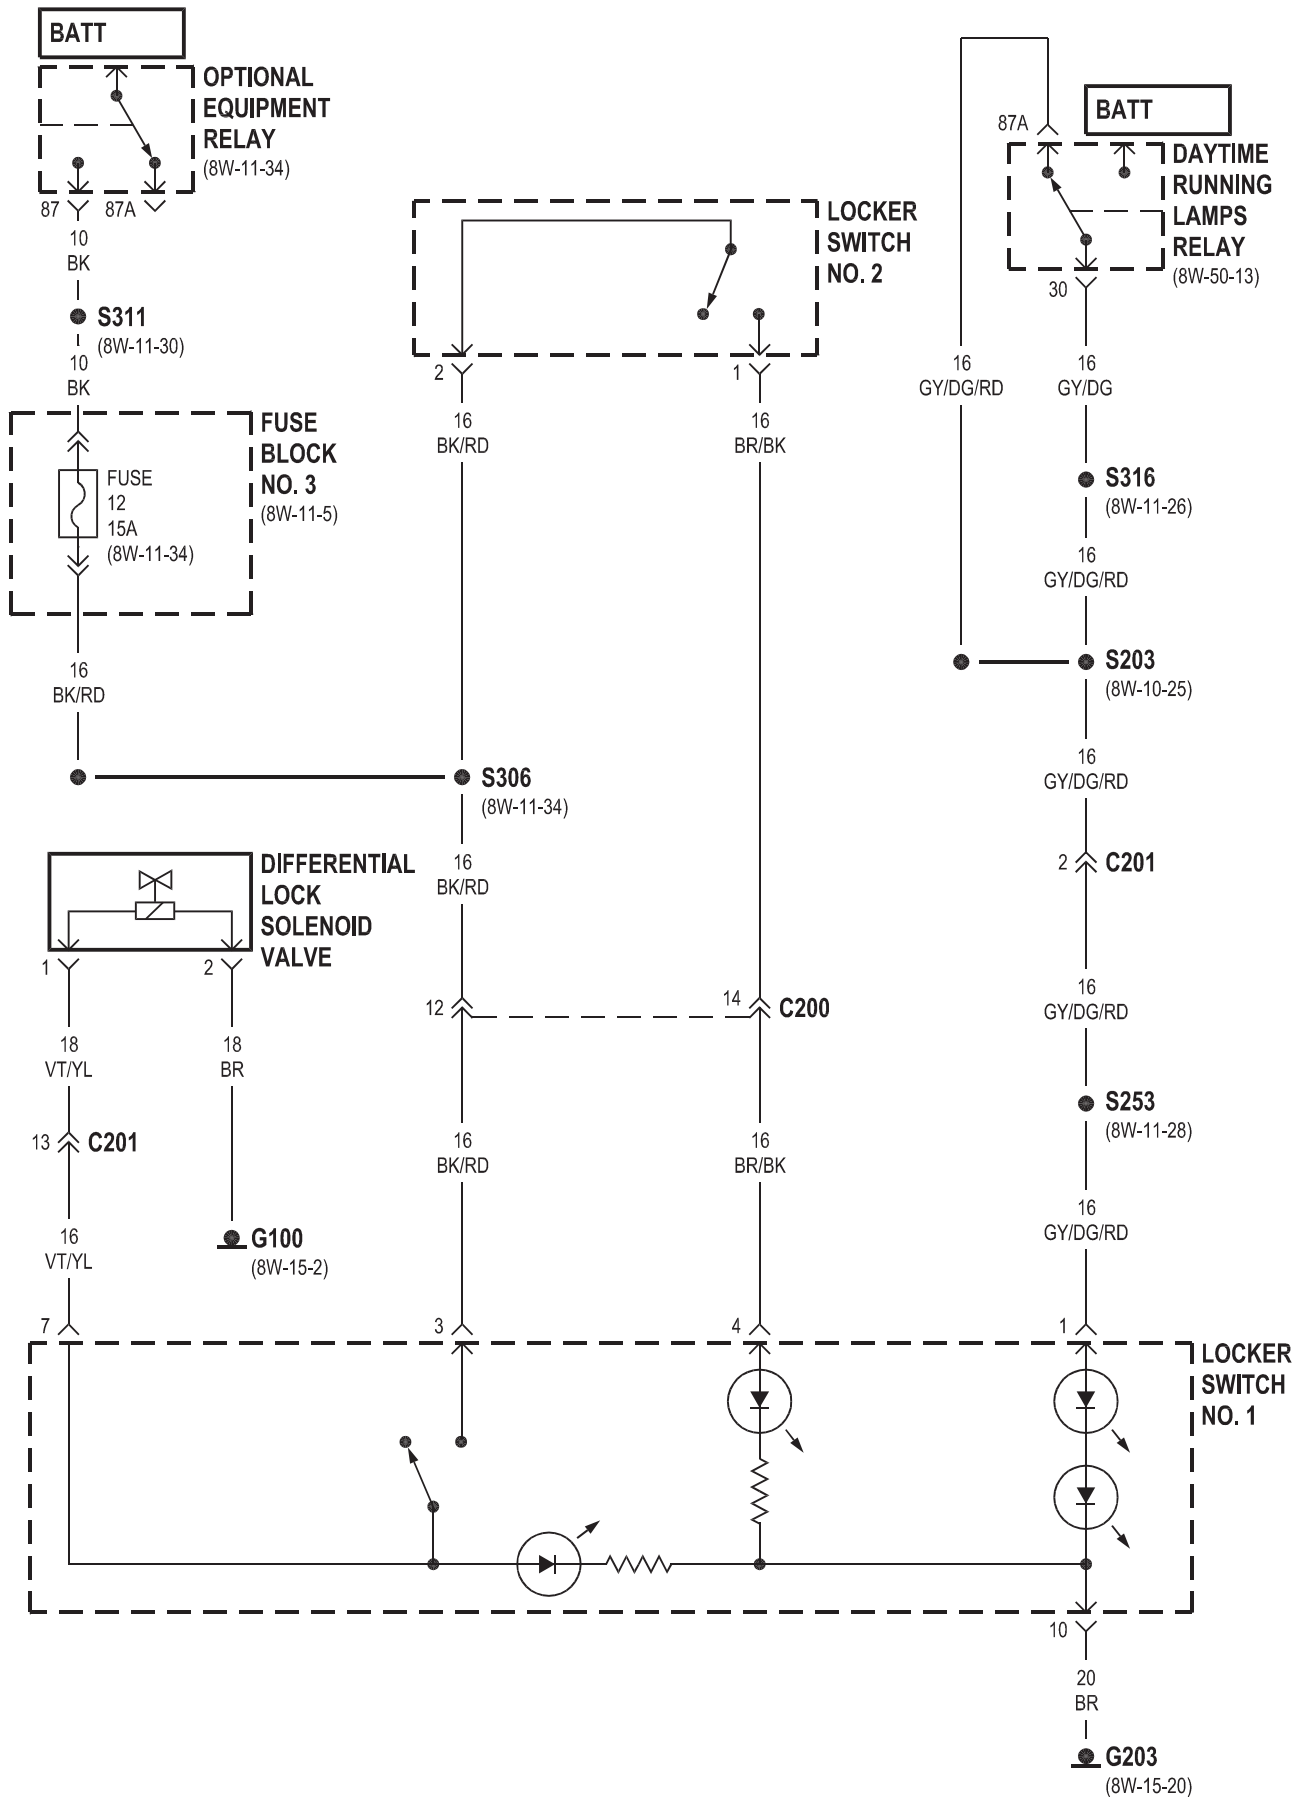 BATT
OPTIONAL
EQUIPMENT
RELAY
(8W-11-34)
87
87A
10
BK
S311
(8W-11-30)
10
BK
FUSE
BLOCK
NO. 3
(8W-11-5)
FUSE
12
15A
(8W-11-34)
16
BK/RD
LOCKER
SWITCH
NO. 2
2
1
16
BK/RD
16
BR/BK
S306
(8W-11-34)
16
BK/RD
12
14
C200
16
BK/RD
16
BR/BK
87A
BATT
DAYTIME
RUNNING
LAMPS
RELAY
(8W-50-13)
30
16
GY/DG/RD
16
GY/DG
S316
(8W-11-26)
16
GY/DG/RD
S203
(8W-10-25)
16
GY/DG/RD
2
C201
16
GY/DG/RD
S253
(8W-11-28)
16
GY/DG/RD
DIFFERENTIAL
LOCK
SOLENOID
VALVE
1
2
18
VT/YL
18
BR
13
C201
16
VT/YL
G100
(8W-15-2)
7
3
4
1
LOCKER
SWITCH
NO. 1
10
20
BR
G203
(8W-15-20)